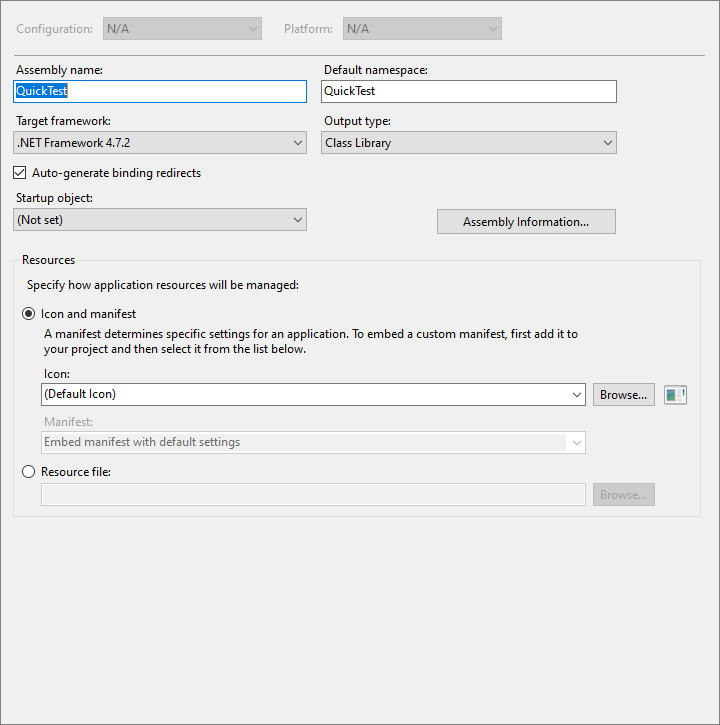 Configuration: N/A Platform: N/A
Assembly name: Default namespace:
QuickTest QuickTest
Target framework: Output type:
.NET Framework 4.7.2 Class Library
Auto-generate binding redirects
Startup object:
(Not set) Assembly Information...
Resources
Specify how application resources will be managed:
Icon and manifest
A manifest determines specific settings for an application. To embed a custom manifest, first add it to
your project and then select it from the list below.
Icon:
(Default Icon) Browse...
Manifest:
Embed manifest with default settings
Resource file:
Browse...